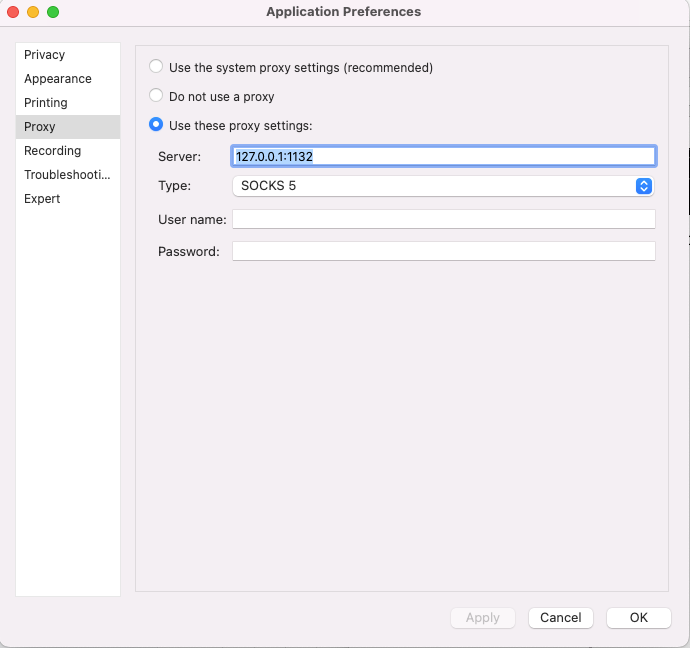 Application Preferences
Privacy
Appearance
Printing
Proxy
Recording
Troubleshooti...
Expert
Use the system proxy settings (recommended)
Do not use a proxy
Use these proxy settings:
Server: 127.0.0.1:1132
Type: SOCKS 5
User name:
Password:
Apply Cancel OK